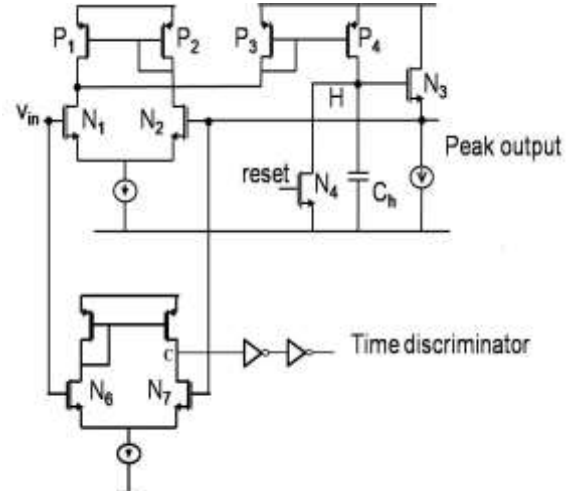 P1 P2 P3 P4
N3
H
Vin N1 N2
Peak output
reset N4 Ch
C
Time discriminator
N6 N7